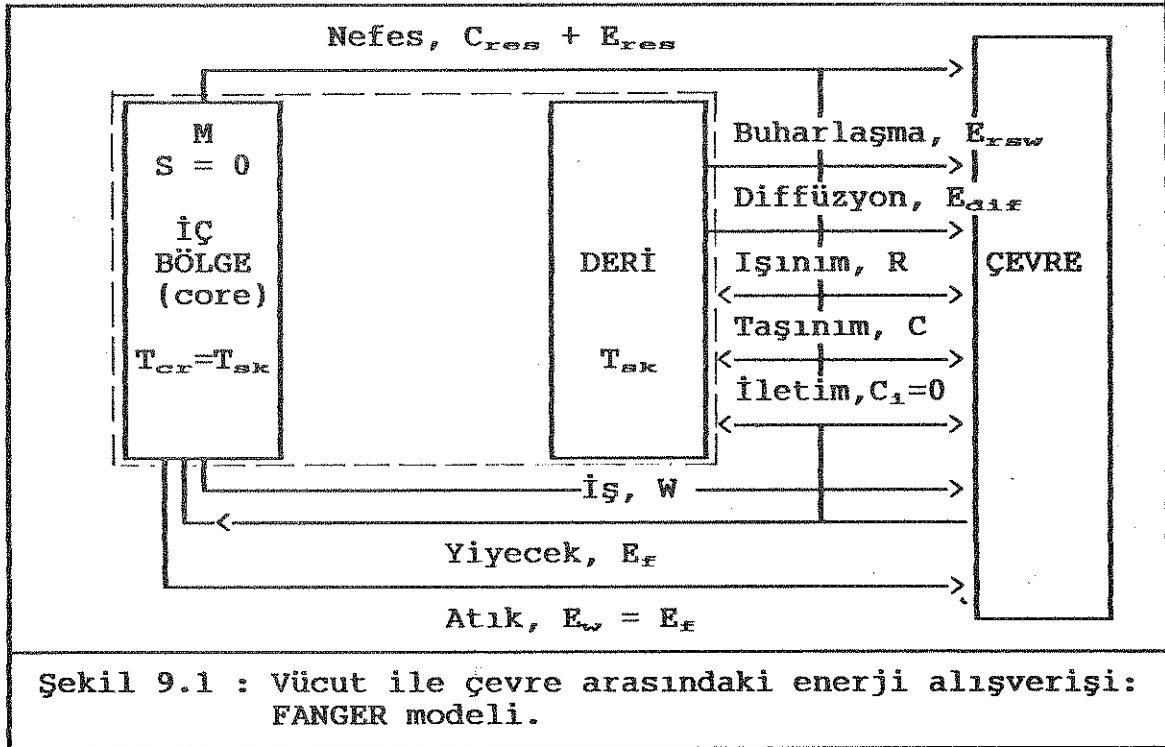 Nefes, C_res + E_res
M
S = 0
İÇ
BÖLGE
(core)
T_cr=T_sk
DERİ
T_sk
Buharlaşma, E_rsw
Diffüzyon, E_dif
Işınım, R
Taşınım, C
İletim,C_i=0
ÇEVRE
İş, W
Yiyecek, E_f
Atık, E_w = E_f
Şekil 9.1 : Vücut ile çevre arasındaki enerji alışverişi:
FANGER modeli.